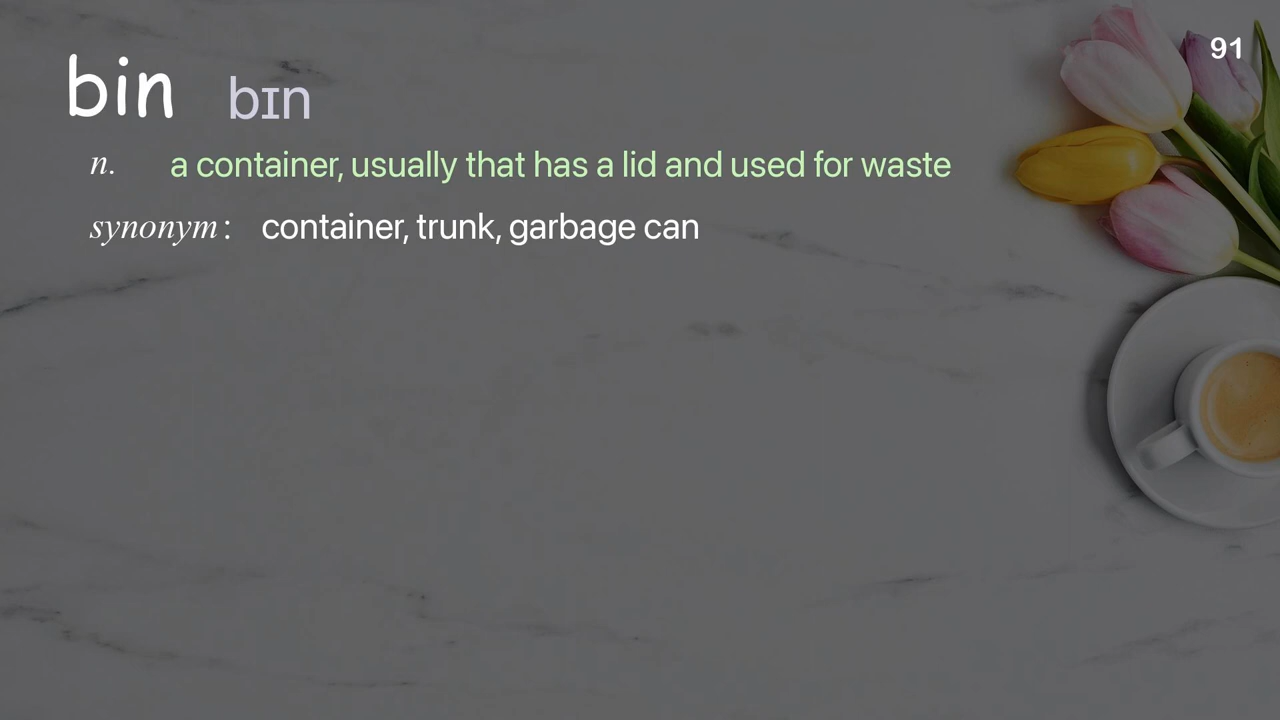 91
bin bɪn
n. a container, usually that has a lid and used for waste
synonym: container, trunk, garbage can